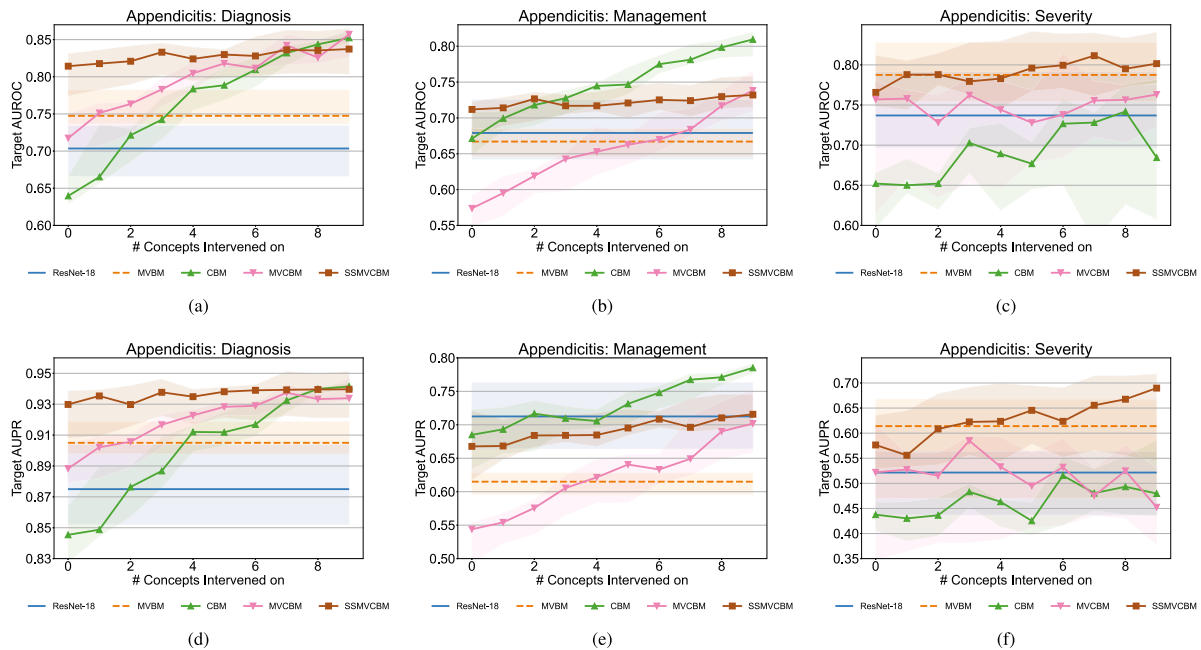 Appendicitis: Diagnosis
Target AUROC
0.85
0.80
0.75
0.70
0.65
0.60
0 2 4 6 8
# Concepts Intervened on
ResNet-18 MVBM CBM MVCBM SSMVCBM
(a)
Appendicitis: Management
Target AUROC
0.80
0.75
0.70
0.65
0.60
0.55
0 2 4 6 8
# Concepts Intervened on
ResNet-18 MVBM CBM MVCBM SSMVCBM
(b)
Appendicitis: Severity
Target AUROC
0.80
0.75
0.70
0.65
0.60
0 2 4 6 8
# Concepts Intervened on
ResNet-18 MVBM CBM MVCBM SSMVCBM
(c)
Appendicitis: Diagnosis
Target AUPR
0.95
0.93
0.91
0.89
0.87
0.85
0.83
0 2 4 6 8
# Concepts Intervened on
ResNet-18 MVBM CBM MVCBM SSMVCBM
(d)
Appendicitis: Management
Target AUPR
0.80
0.75
0.70
0.65
0.60
0.55
0.50
0 2 4 6 8
# Concepts Intervened on
ResNet-18 MVBM CBM MVCBM SSMVCBM
(e)
Appendicitis: Severity
Target AUPR
0.70
0.65
0.60
0.55
0.50
0.45
0.40
0.35
0 2 4 6 8
# Concepts Intervened on
ResNet-18 MVBM CBM MVCBM SSMVCBM
(f)